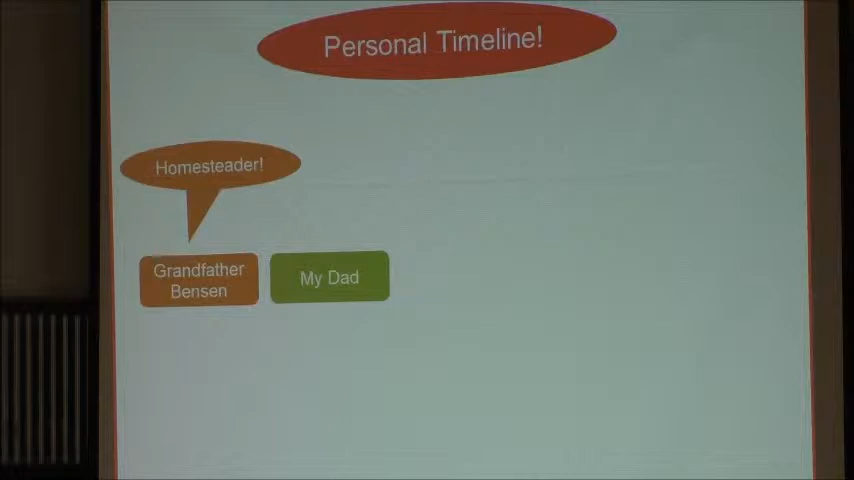 Personal Timeline!
Homesteader!
Grandfather
Bensen
My Dad